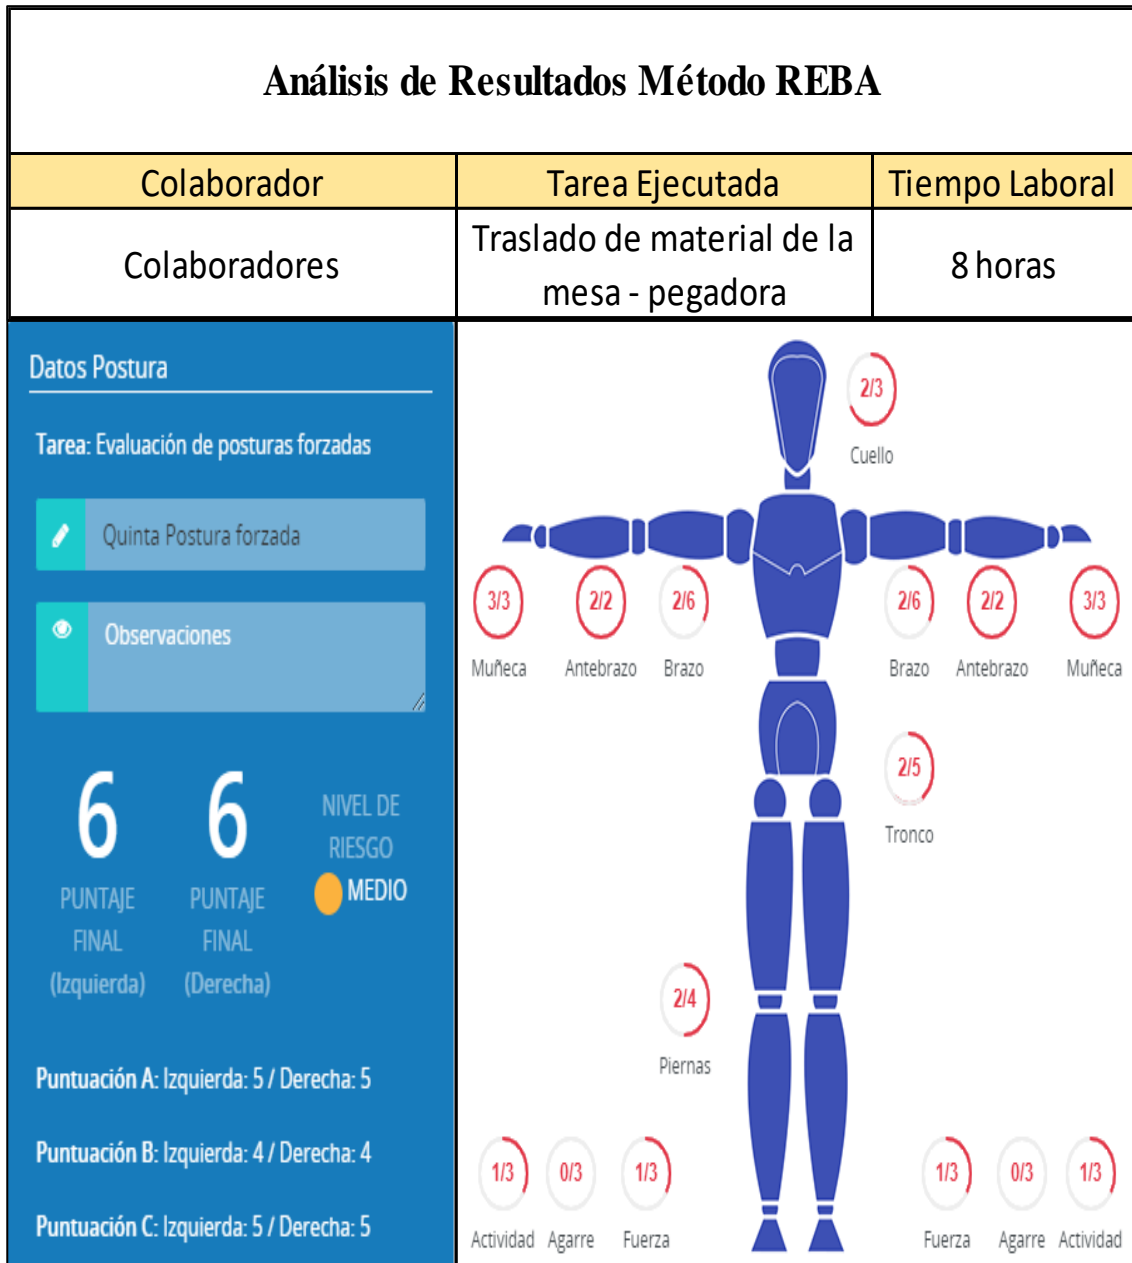 Análisis de Resultados Método REBA
Colaborador
Tarea Ejecutada
Tiempo Laboral
Colaboradores
Traslado de material de la
mesa - pegadora
8 horas
Datos Postura
Tarea: Evaluación de posturas forzadas
Quinta Postura forzada
Observaciones
6
6
NIVEL DE
RIESGO
MEDIO
PUNTAJE
FINAL
(Izquierda)
PUNTAJE
FINAL
(Derecha)
Puntuación A: Izquierda: 5 / Derecha: 5
Puntuación B: Izquierda: 4 / Derecha: 4
Puntuación C: Izquierda: 5 / Derecha: 5
2/3
Cuello
3/3
2/2
2/6
2/6
2/2
3/3
Muñeca
Antebrazo
Brazo
Brazo
Antebrazo
Muñeca
2/5
Tronco
2/4
Piernas
1/3
0/3
1/3
1/3
0/3
1/3
Actividad
Agarre
Fuerza
Fuerza
Agarre
Actividad